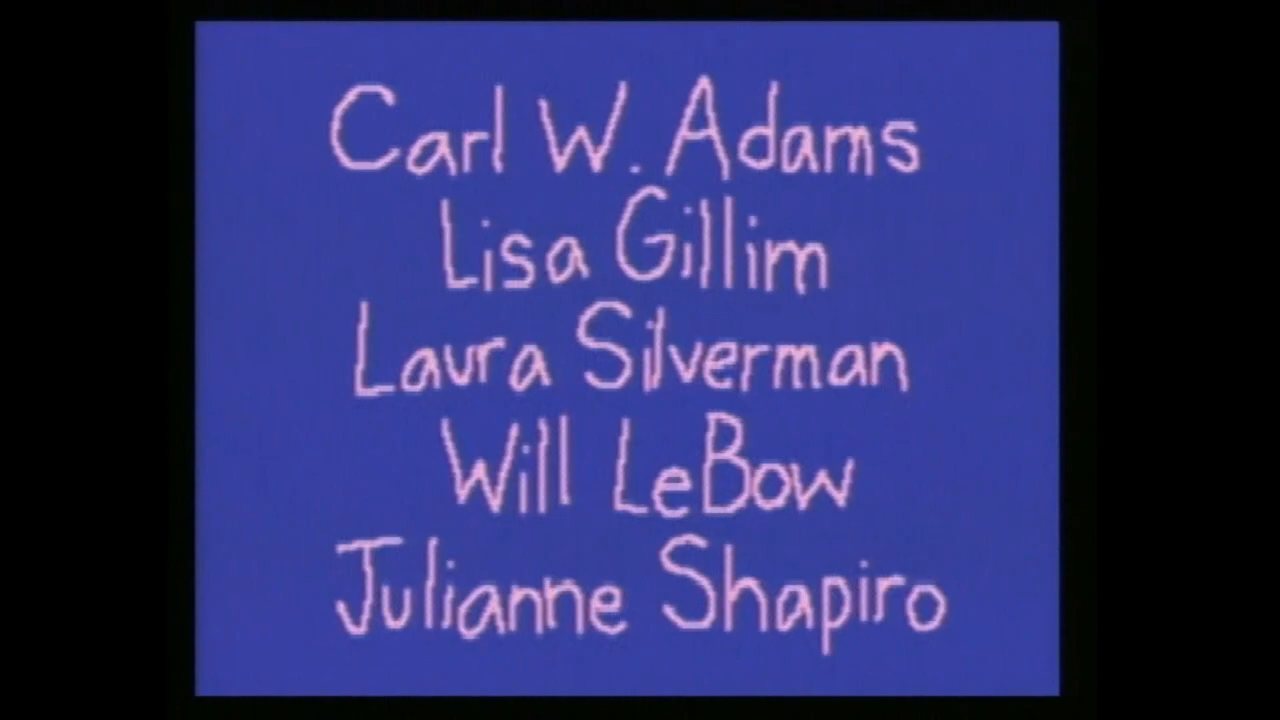 Carl W. Adams
Lisa Gillim
Laura Silverman
Will LeBow
Julianne Shapiro